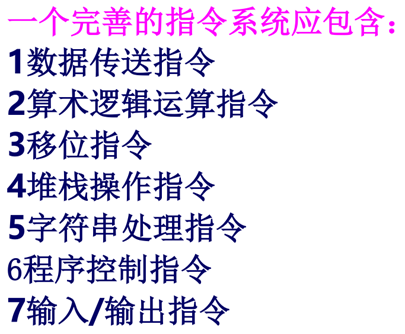 一个完善的指令系统应包含：
1数据传送指令
2算术逻辑运算指令
3移位指令
4堆栈操作指令
5字符串处理指令
6程序控制指令
7输入/输出指令